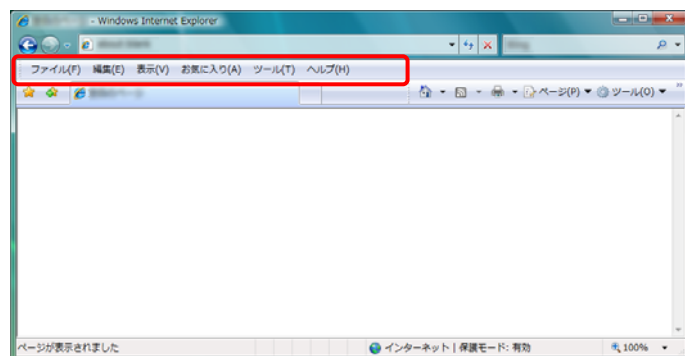 - Windows Internet Explorer
ファイル(F) 編集(E) 表示(V) お気に入り(A) ツール(T) ヘルプ(H)
ページ(P) ツール(O)
ページが表示されました インターネット | 保護モード: 有効 100%